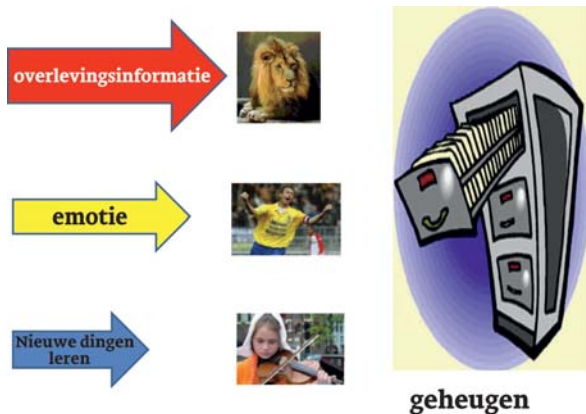 overlevingsinformatie
emotie
Nieuwe dingen
leren
geheugen